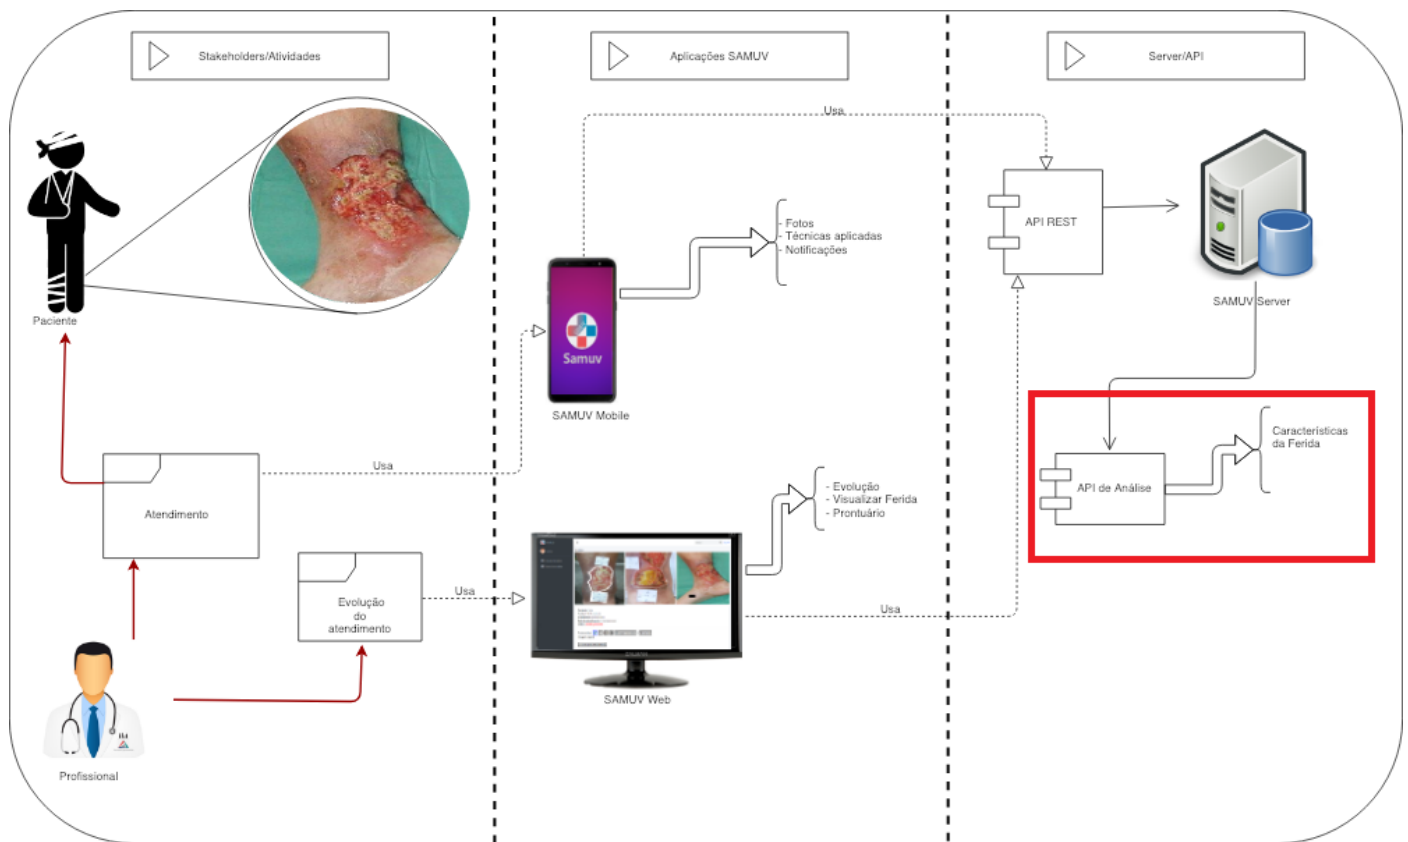 Stakeholders/Atividades
Aplicações SAMUV
Server/API
Usa
- Fotos
- Técnicas aplicadas
- Notificações
API REST
SAMUV Server
Paciente
Samuv
SAMUV Mobile
Usa
Características
da Ferida
API de Análise
Atendimento
- Evolução
- Visualizar Ferida
- Prontuário
Usa
Evolução
do
atendimento
Usa
SAMUV Web
Profissional